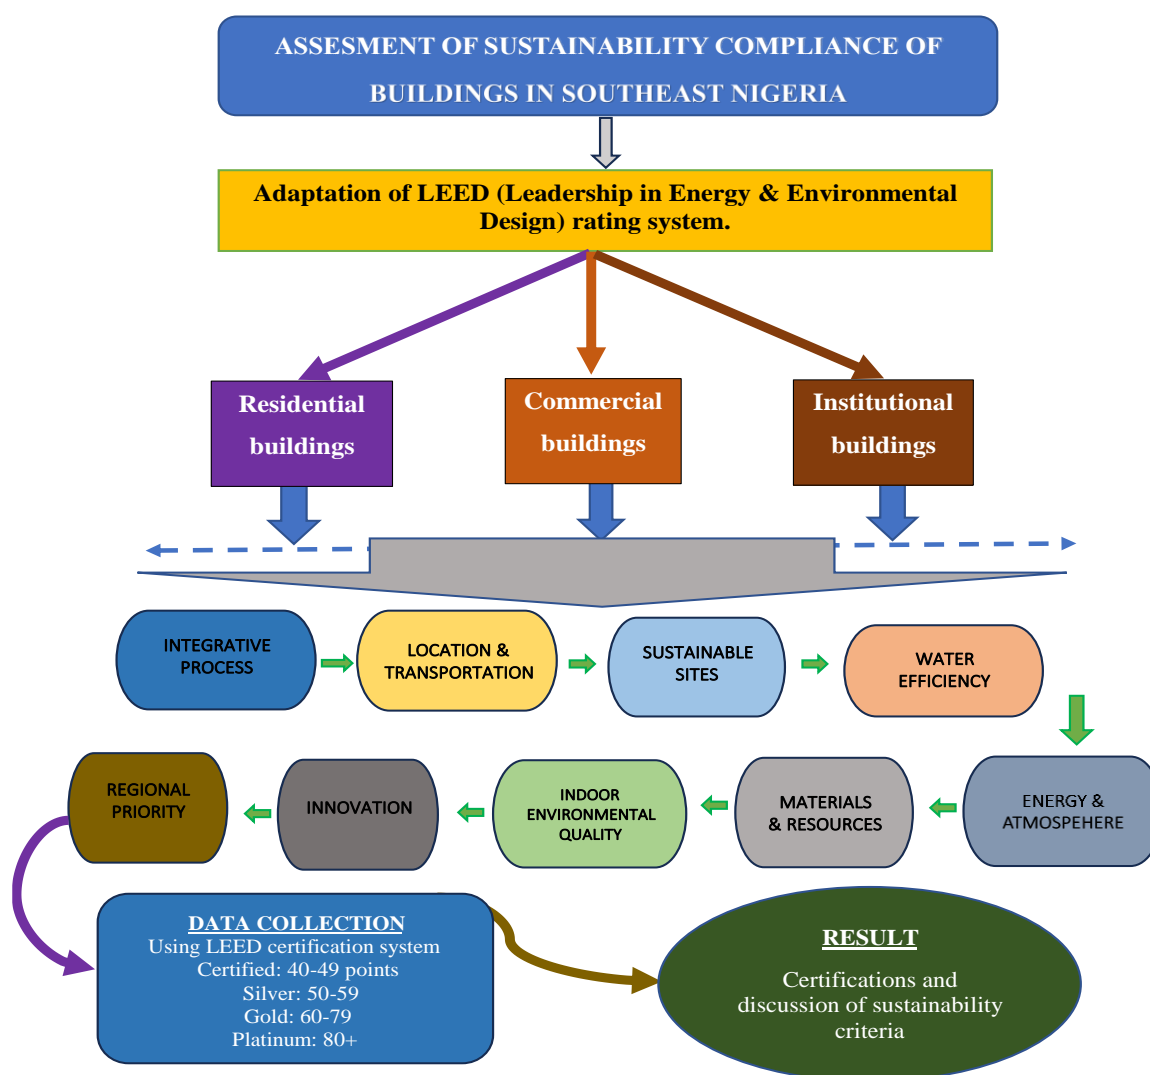 ASSESMENT OF SUSTAINABILITY COMPLIANCE OF
BUILDINGS IN SOUTHEAST NIGERIA
Adaptation of LEED (Leadership in Energy & Environmental
Design) rating system.
Residential
buildings
Commercial
buildings
Institutional
buildings
INTEGRATIVE
PROCESS
LOCATION &
TRANSPORTATION
SUSTAINABLE
SITES
WATER
EFFICIENCY
REGIONAL
PRIORITY
INNOVATION
INDOOR
ENVIRONMENTAL
QUALITY
MATERIALS
& RESOURCES
ENERGY &
ATMOSPEHERE
DATA COLLECTION
Using LEED certification system
Certified: 40-49 points
Silver: 50-59
Gold: 60-79
Platinum: 80+
RESULT
Certifications and
discussion of sustainability
criteria